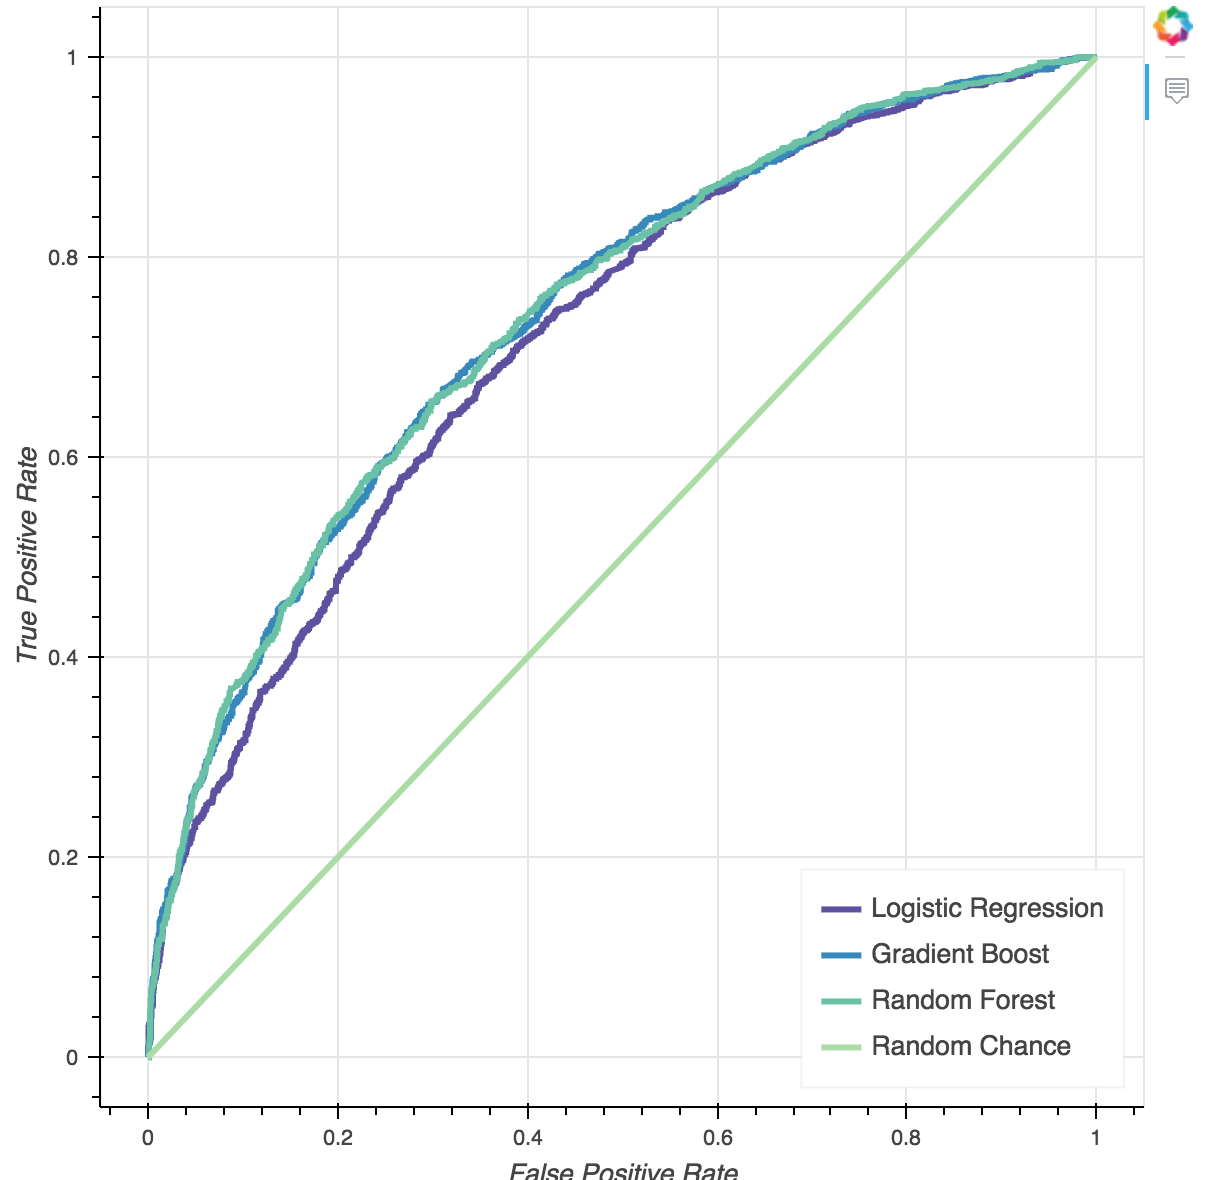 1
0.8
0.6
0.4
0.2
0
True Positive Rate
Logistic Regression
Gradient Boost
Random Forest
Random Chance
0 0.2 0.4 0.6 0.8 1
False Positive Rate